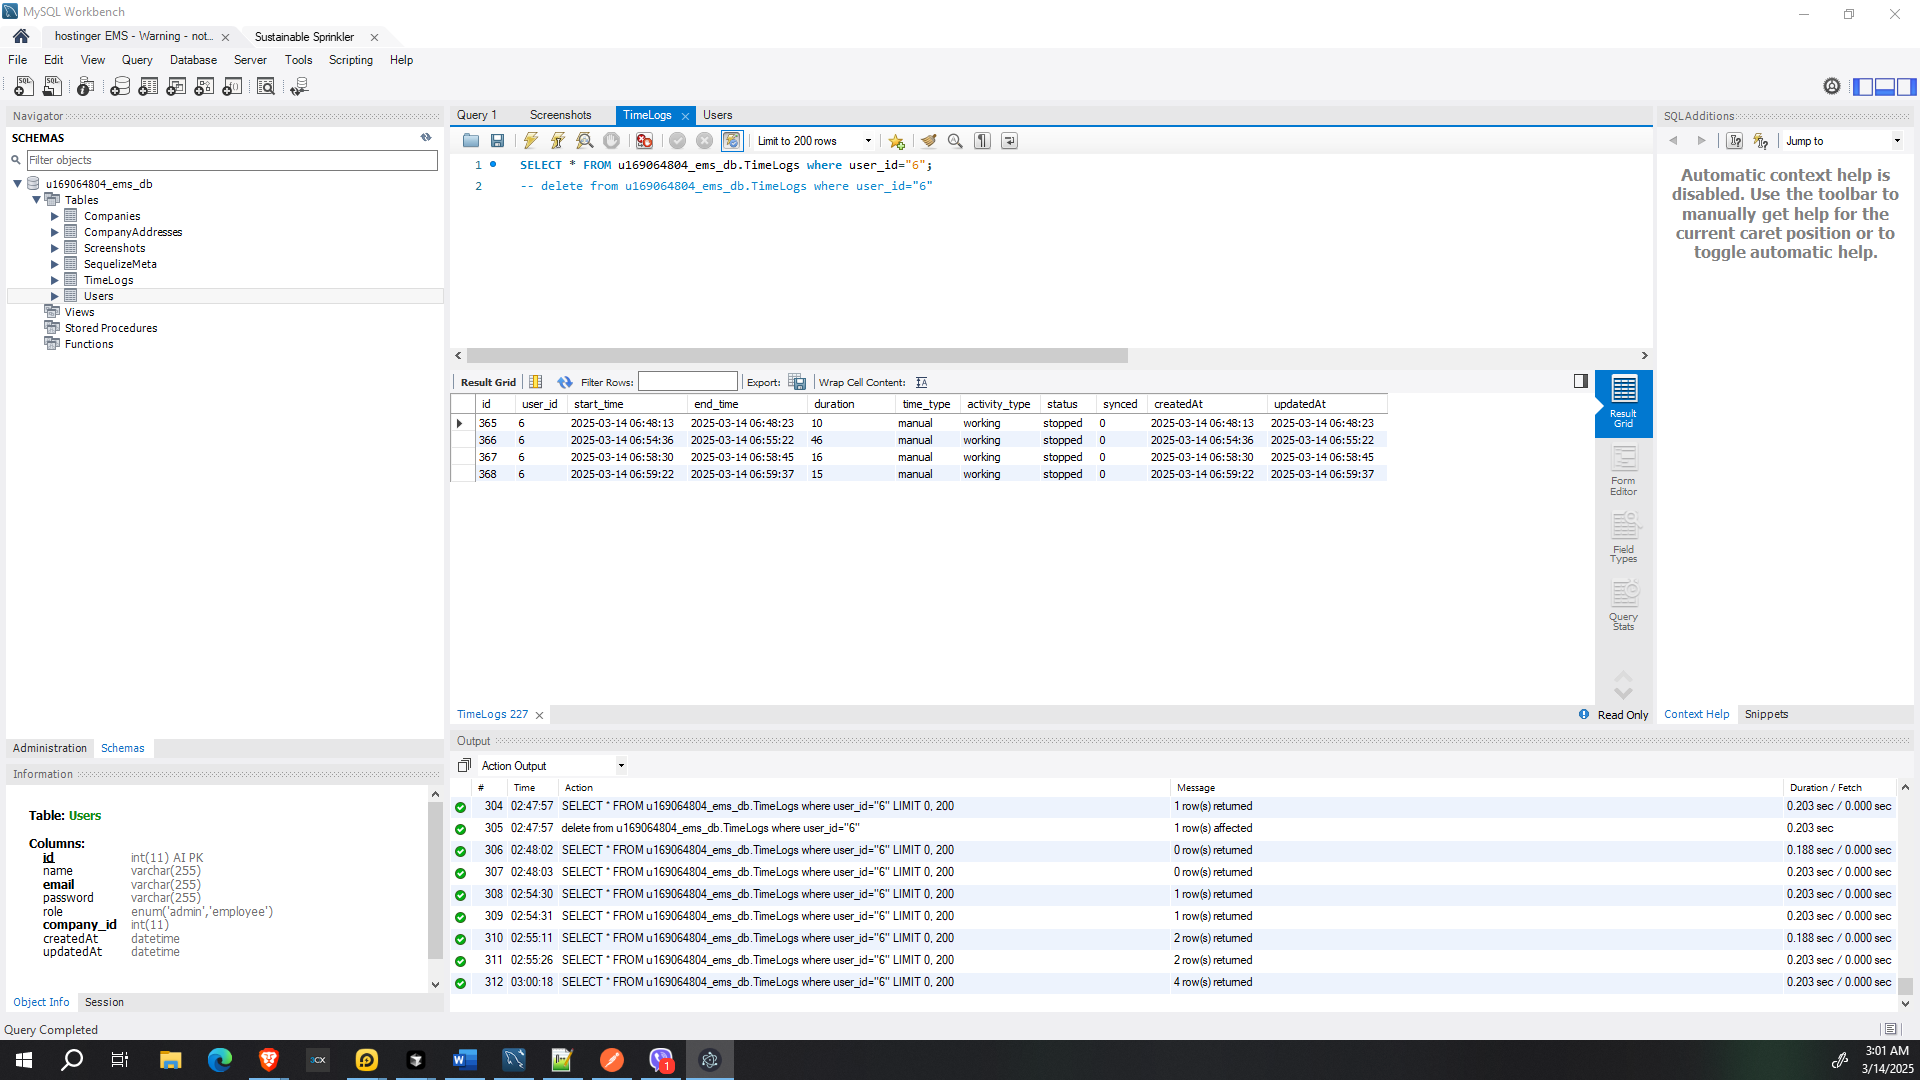 MySQL Workbench
hostinger EMS - Warning - not...
Sustainable Sprinkler
File Edit View Query Database Server Tools Scripting Help
Navigator
SCHEMAS
Filter objects
u169064804_ems_db
Tables
Companies
CompanyAddresses
Screenshots
SequelizeMeta
TimeLogs
Users
Views
Stored Procedures
Functions
Administration Schemas
Information
Table: Users
Columns:
id int(11) AI PK
name varchar(255)
email varchar(255)
password varchar(255)
role enum('admin','employee')
company_id int(11)
createdAt datetime
updatedAt datetime
Object Info Session
Query Completed
Query 1 Screenshots TimeLogs Users
Limit to 200 rows
1 SELECT * FROM u169064804_ems_db.TimeLogs where user_id="6";
2 -- delete from u169064804_ems_db.TimeLogs where user_id="6"
Result Grid Filter Rows: Export: Wrap Cell Content:
id user_id start_time end_time duration time_type activity_type status synced createdAt updatedAt
365 6 2025-03-14 06:48:13 2025-03-14 06:48:23 10 manual working stopped 0 2025-03-14 06:48:13 2025-03-14 06:48:23
366 6 2025-03-14 06:54:36 2025-03-14 06:55:22 46 manual working stopped 0 2025-03-14 06:54:36 2025-03-14 06:55:22
367 6 2025-03-14 06:58:30 2025-03-14 06:58:45 16 manual working stopped 0 2025-03-14 06:58:30 2025-03-14 06:58:45
368 6 2025-03-14 06:59:22 2025-03-14 06:59:37 15 manual working stopped 0 2025-03-14 06:59:22 2025-03-14 06:59:37
Result
Grid
Form
Editor
Field
Types
Query
Stats
TimeLogs 227
Read Only
SQLAdditions
Jump to
Automatic context help is
disabled. Use the toolbar to
manually get help for the
current caret position or to
toggle automatic help.
Context Help Snippets
Output
Action Output
# Time Action Message Duration / Fetch
304 02:47:57 SELECT * FROM u169064804_ems_db.TimeLogs where user_id="6" LIMIT 0, 200 1 row(s) returned 0.203 sec / 0.000 sec
305 02:47:57 delete from u169064804_ems_db.TimeLogs where user_id="6" 1 row(s) affected 0.203 sec
306 02:48:02 SELECT * FROM u169064804_ems_db.TimeLogs where user_id="6" LIMIT 0, 200 0 row(s) returned 0.188 sec / 0.000 sec
307 02:48:03 SELECT * FROM u169064804_ems_db.TimeLogs where user_id="6" LIMIT 0, 200 0 row(s) returned 0.203 sec / 0.000 sec
308 02:54:30 SELECT * FROM u169064804_ems_db.TimeLogs where user_id="6" LIMIT 0, 200 1 row(s) returned 0.203 sec / 0.000 sec
309 02:54:31 SELECT * FROM u169064804_ems_db.TimeLogs where user_id="6" LIMIT 0, 200 1 row(s) returned 0.203 sec / 0.000 sec
310 02:55:11 SELECT * FROM u169064804_ems_db.TimeLogs where user_id="6" LIMIT 0, 200 2 row(s) returned 0.188 sec / 0.000 sec
311 02:55:26 SELECT * FROM u169064804_ems_db.TimeLogs where user_id="6" LIMIT 0, 200 2 row(s) returned 0.203 sec / 0.000 sec
312 03:00:18 SELECT * FROM u169064804_ems_db.TimeLogs where user_id="6" LIMIT 0, 200 4 row(s) returned 0.203 sec / 0.000 sec
3:01 AM
3/14/2025